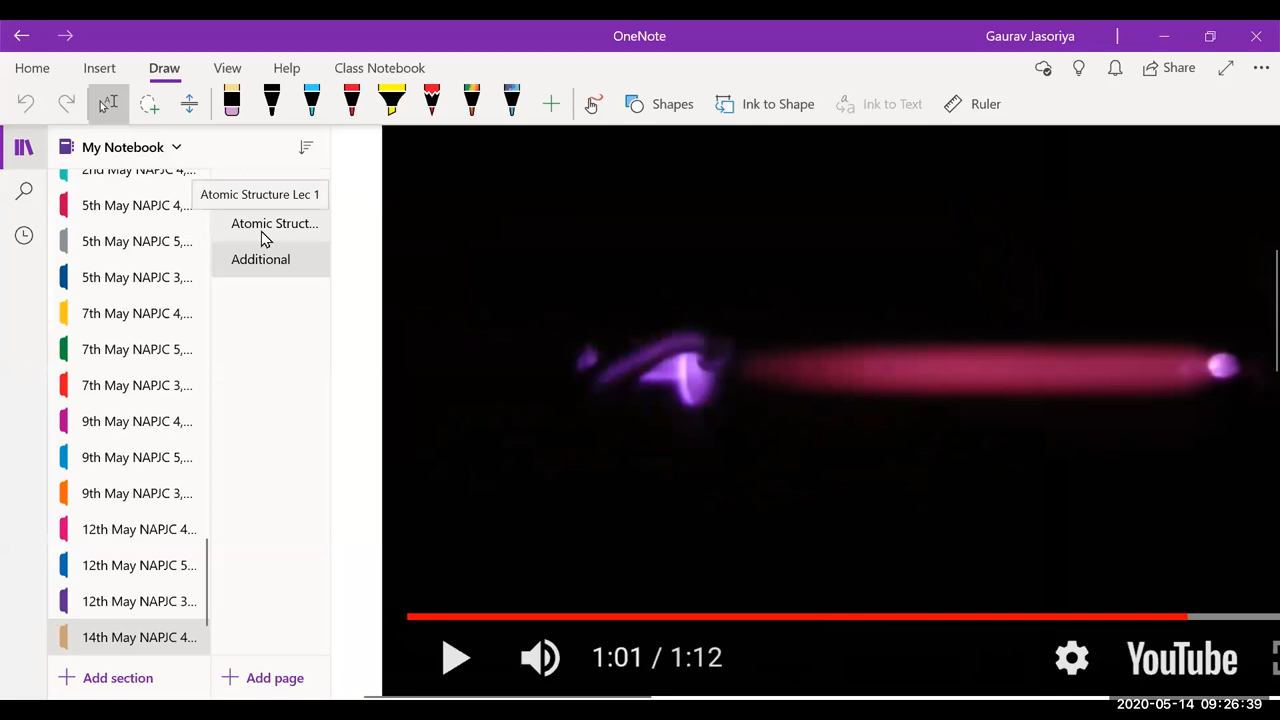 OneNote
Gaurav Jasoriya
Home Insert Draw View Help Class Notebook
Share
Shapes Ink to Shape Ink to Text Ruler
My Notebook
2nd May NAPJC 4,...
Atomic Structure Lec 1
5th May NAPJC 4,...
Atomic Struct...
5th May NAPJC 5,...
Additional
5th May NAPJC 3,...
7th May NAPJC 4,...
7th May NAPJC 5,...
7th May NAPJC 3,...
9th May NAPJC 4,...
9th May NAPJC 5,...
9th May NAPJC 3,...
12th May NAPJC 4...
12th May NAPJC 5...
12th May NAPJC 3...
14th May NAPJC 4...
1:01 / 1:12
YouTube
Add section
Add page
2020-05-14 09:26:39